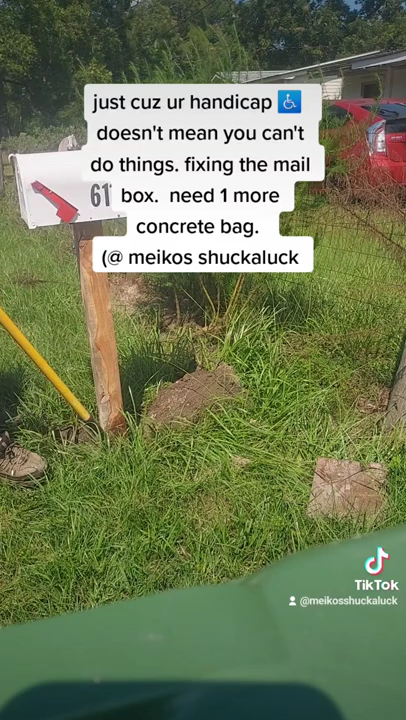 just cuz ur handicap ♿
doesn't mean you can't
do things. fixing the mail
box. need 1 more
concrete bag.
(@ meikos shuckaluck
61
TikTok
@meikosshuckaluck